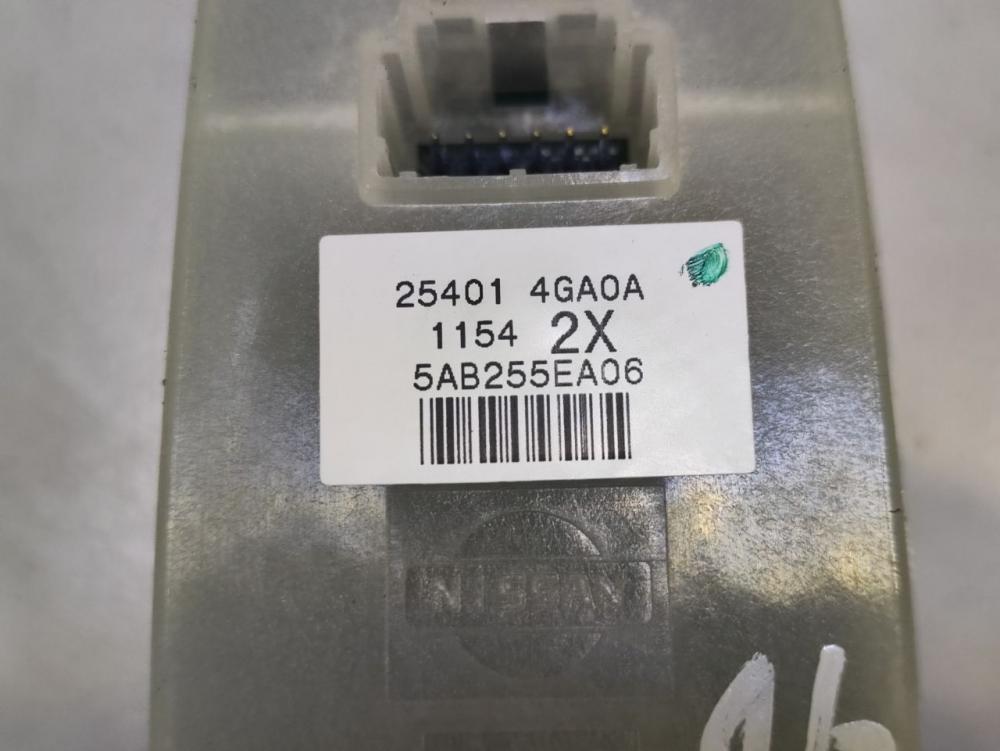 25401 4GA0A
1154 2X
5AB255EA06
NISSAN